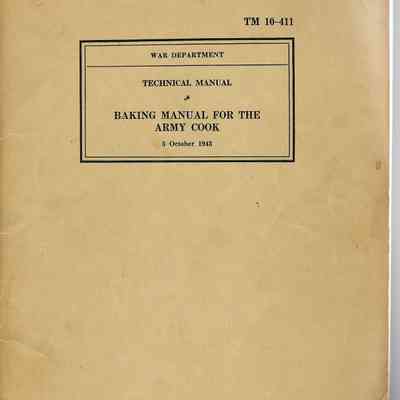 TM 10-411
WAR DEPARTMENT
TECHNICAL MANUAL
BAKING MANUAL FOR THE
ARMY COOK
5 October 1943